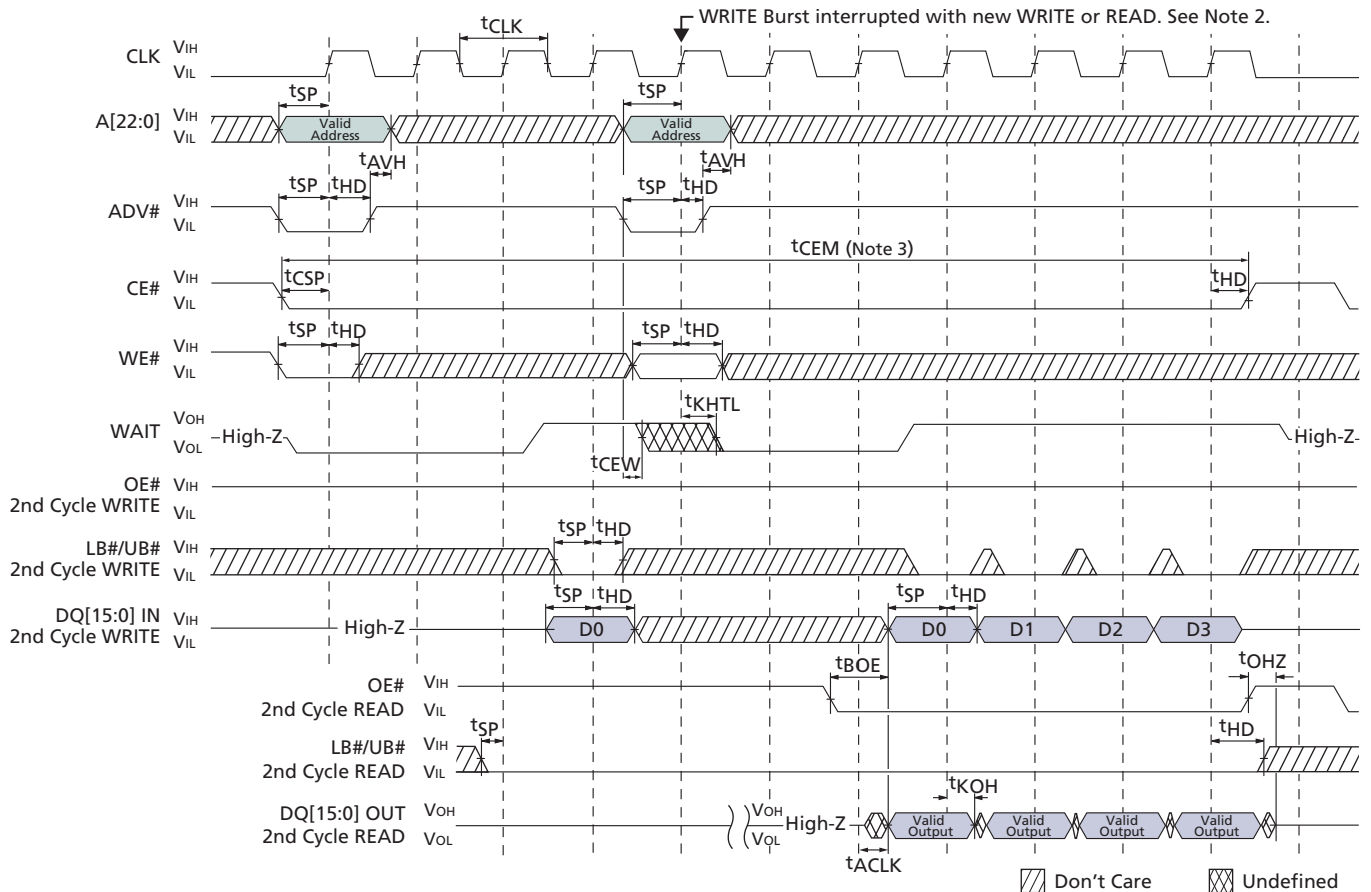 WRITE Burst interrupted with new WRITE or READ. See Note 2.
tCLK
CLK VIH
VIL
tSP tSP
A[22:0] VIH
VIL
Valid Address Valid Address
tAVH tAVH
tSP tHD tSP tHD
ADV# VIH
VIL
tCEM (Note 3)
CE# VIH
VIL
tCSP tHD
tSP tHD tSP tHD
WE# VIH
VIL
tKHTL
WAIT VOH
VOL
High-Z High-Z
tCEW
OE# VIH
2nd Cycle WRITE VIL
tSP tHD
LB#/UB# VIH
2nd Cycle WRITE VIL
tSP tHD tSP tHD
DQ[15:0] IN VIH
2nd Cycle WRITE VIL
High-Z D0 D0 D1 D2 D3
tBOE tOHZ
OE# VIH
2nd Cycle READ VIL
tSP tHD
LB#/UB# VIH
2nd Cycle READ VIL
tKOH
DQ[15:0] OUT VOH
2nd Cycle READ VOL
VOH
VOL
High-Z Valid Output Valid Output Valid Output Valid Output
tACLK
Don't Care Undefined